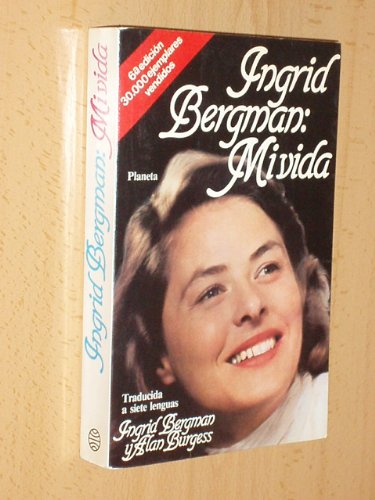 6ª edición
30.000 ejemplares
vendidos
Ingrid
Bergman:
Mi vida
Planeta
Traducida
a siete lenguas
Ingrid Bergman
y Alan Burgess
Ingrid Bergman: Mi vida